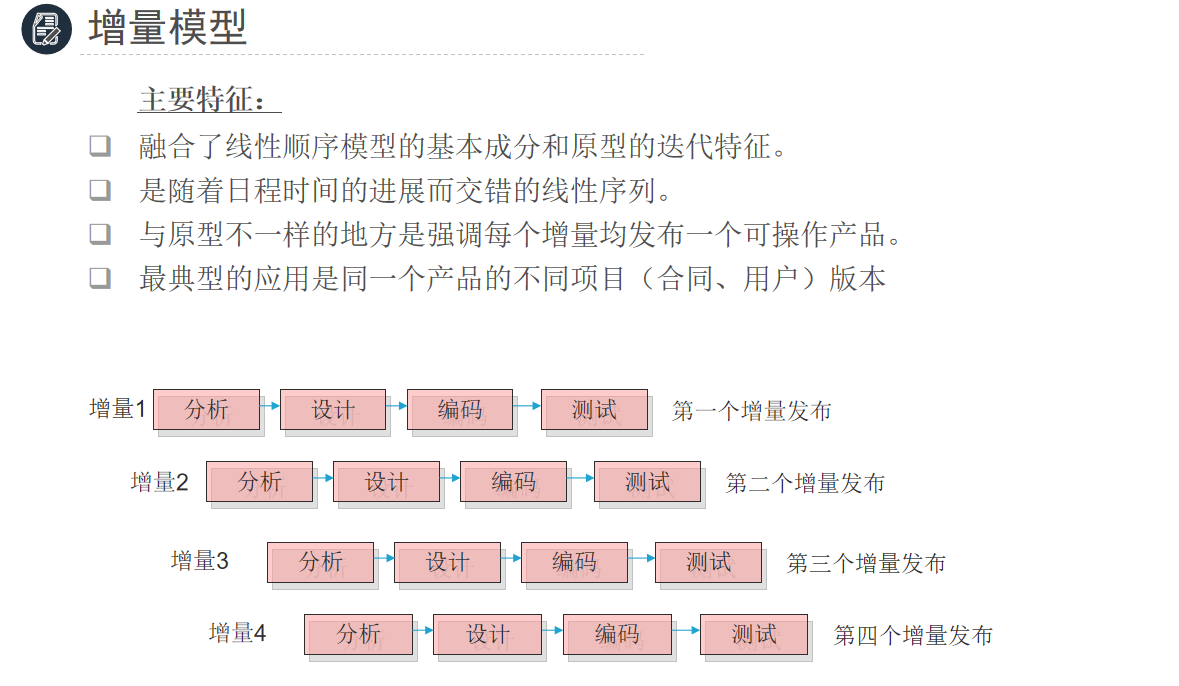 增量模型
主要特征：
融合了线性顺序模型的基本成分和原型的迭代特征。
是随着日程时间的进展而交错的线性序列。
与原型不一样的地方是强调每个增量均发布一个可操作产品。
最典型的应用是同一个产品的不同项目（合同、用户）版本
增量1 分析 设计 编码 测试 第一个增量发布
增量2 分析 设计 编码 测试 第二个增量发布
增量3 分析 设计 编码 测试 第三个增量发布
增量4 分析 设计 编码 测试 第四个增量发布